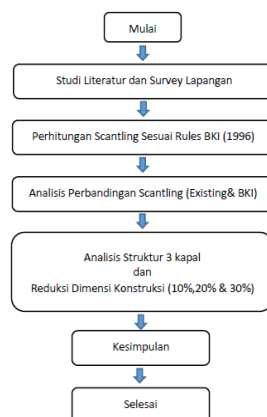 Mulai
Studi Literatur dan Survey Lapangan
Perhitungan Scantling Sesuai Rules BKI (1996)
Analisis Perbandingan Scantling (Existing& BKI)
Analisis Struktur 3 kapal
dan
Reduksi Dimensi Konstruksi (10%,20% & 30%)
Kesimpulan
Selesai